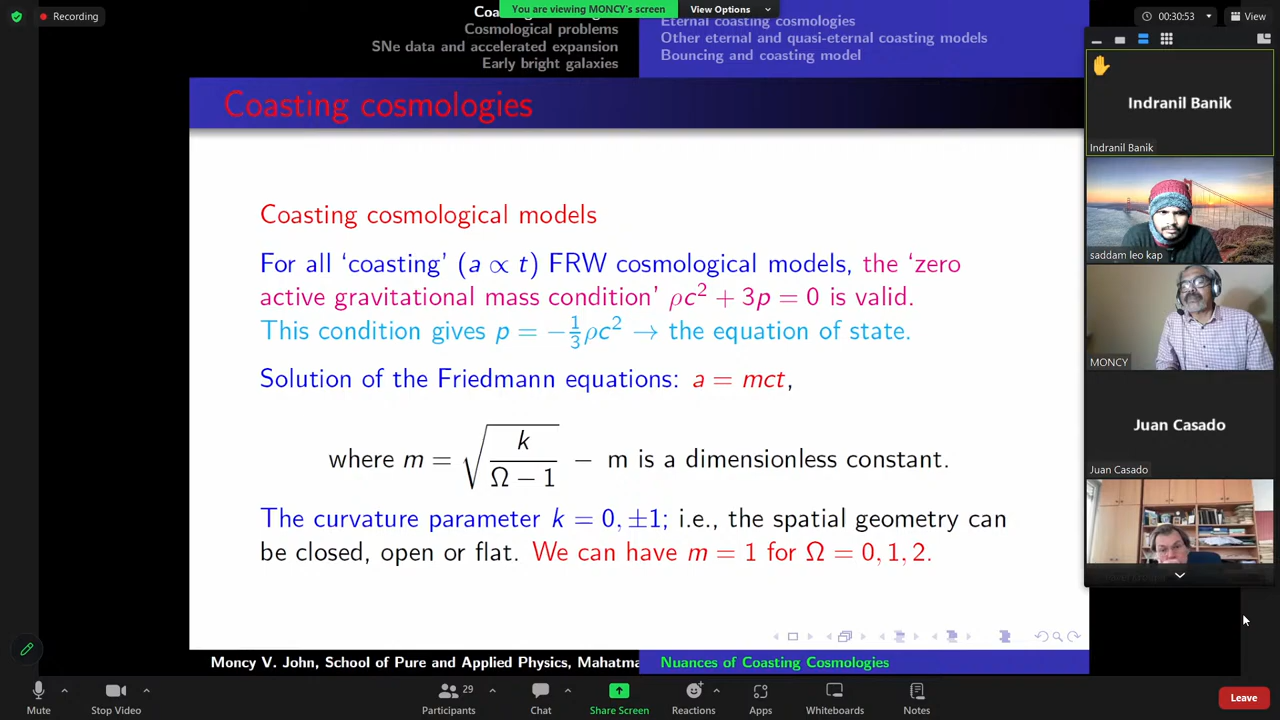 You are viewing MONCY's screen
View Options
Recording
00:30:53
View
Cosmological problems
SNe data and accelerated expansion
Early bright galaxies
Eternal coasting cosmologies
Other eternal and quasi-eternal coasting models
Bouncing and coasting model
Coasting cosmologies
Coasting cosmological models
For all ‘coasting’ (a ∝ t) FRW cosmological models, the ‘zero
active gravitational mass condition’ ρc² + 3p = 0 is valid.
This condition gives p = −⅓ρc² → the equation of state.
Solution of the Friedmann equations: a = mct,
where m = √(k/(Ω − 1)) − m is a dimensionless constant.
The curvature parameter k = 0, ±1; i.e., the spatial geometry can
be closed, open or flat. We can have m = 1 for Ω = 0, 1, 2.
Moncy V. John, School of Pure and Applied Physics, Mahatma
Nuances of Coasting Cosmologies
Indranil Banik
Indranil Banik
saddam leo kap
MONCY
Juan Casado
Juan Casado
Mute
Stop Video
29
Participants
Chat
Share Screen
Reactions
Apps
Whiteboards
Notes
Leave